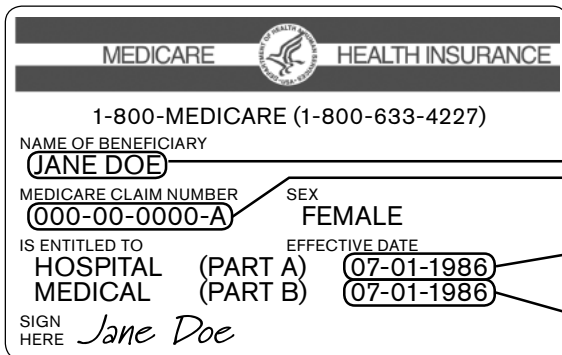 MEDICARE HEALTH INSURANCE
1-800-MEDICARE (1-800-633-4227)
NAME OF BENEFICIARY
JANE DOE
MEDICARE CLAIM NUMBER SEX
000-00-0000-A FEMALE
IS ENTITLED TO EFFECTIVE DATE
HOSPITAL (PART A) 07-01-1986
MEDICAL (PART B) 07-01-1986
SIGN
HERE Jane Doe